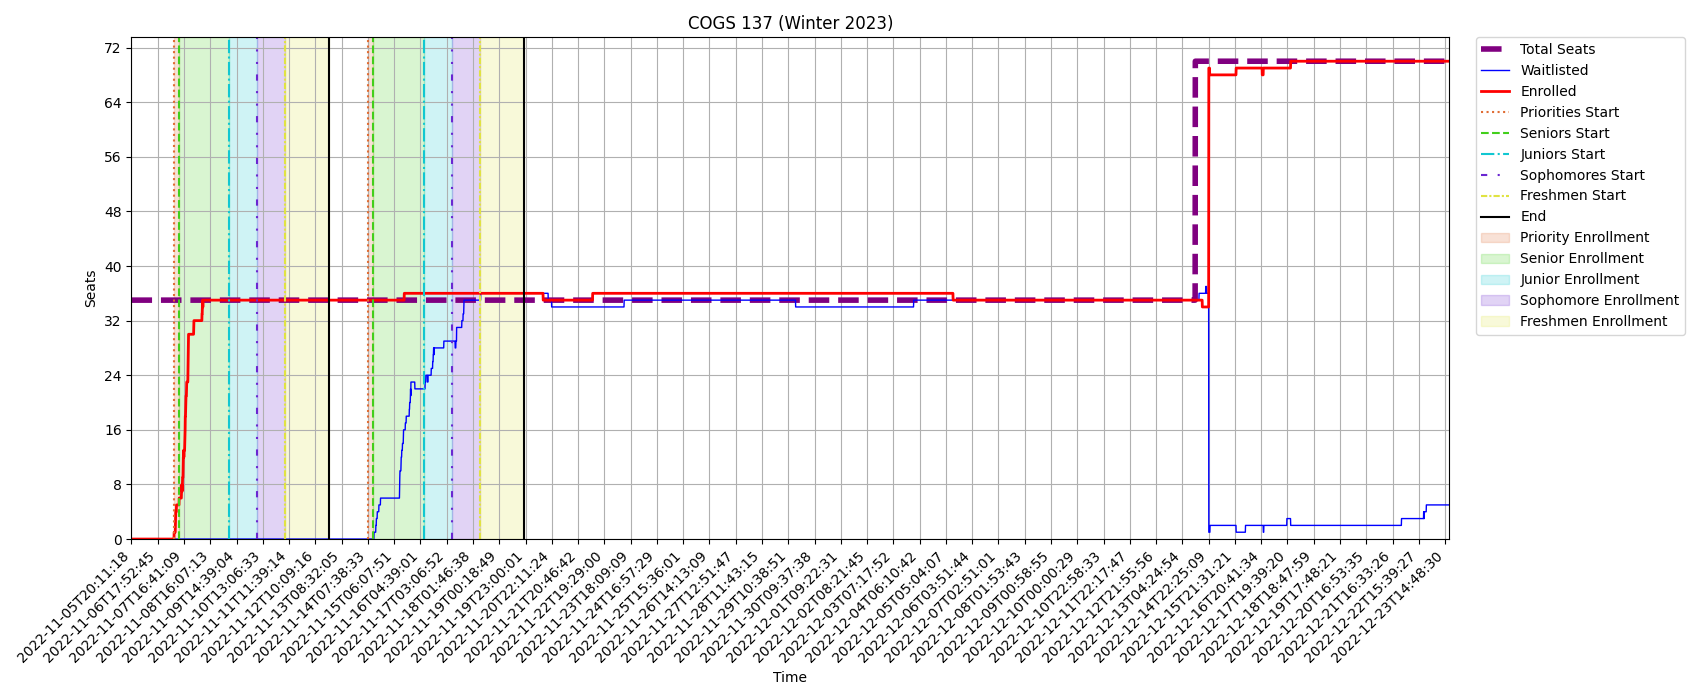 COGS 137 (Winter 2023)
Seats
72
64
56
48
40
32
24
16
8
0
2022-11-05T20:11:18
2022-11-06T17:52:45
2022-11-07T16:41:09
2022-11-08T16:07:13
2022-11-09T14:39:04
2022-11-10T13:06:33
2022-11-11T11:39:14
2022-11-12T10:09:16
2022-11-13T08:32:05
2022-11-14T07:38:33
2022-11-15T06:07:51
2022-11-16T04:39:01
2022-11-17T03:06:52
2022-11-18T01:46:38
2022-11-19T00:18:49
2022-11-19T23:00:01
2022-11-20T22:11:24
2022-11-21T20:46:42
2022-11-22T19:29:00
2022-11-23T18:09:09
2022-11-24T16:57:29
2022-11-25T15:36:01
2022-11-26T14:13:09
2022-11-27T12:51:47
2022-11-28T11:43:15
2022-11-29T10:38:51
2022-11-30T09:37:38
2022-12-01T09:22:31
2022-12-02T08:21:45
2022-12-03T07:17:52
2022-12-04T06:10:42
2022-12-05T05:04:07
2022-12-06T03:51:44
2022-12-07T02:51:01
2022-12-08T01:53:43
2022-12-09T00:58:55
2022-12-10T00:00:29
2022-12-10T22:58:33
2022-12-11T22:17:47
2022-12-12T21:55:56
2022-12-13T04:24:54
2022-12-14T22:25:09
2022-12-15T21:31:21
2022-12-16T20:41:34
2022-12-17T19:39:20
2022-12-18T18:47:59
2022-12-19T17:48:21
2022-12-20T16:53:35
2022-12-21T16:33:26
2022-12-22T15:39:27
2022-12-23T14:48:30
Time
Total Seats
Waitlisted
Enrolled
Priorities Start
Seniors Start
Juniors Start
Sophomores Start
Freshmen Start
End
Priority Enrollment
Senior Enrollment
Junior Enrollment
Sophomore Enrollment
Freshmen Enrollment